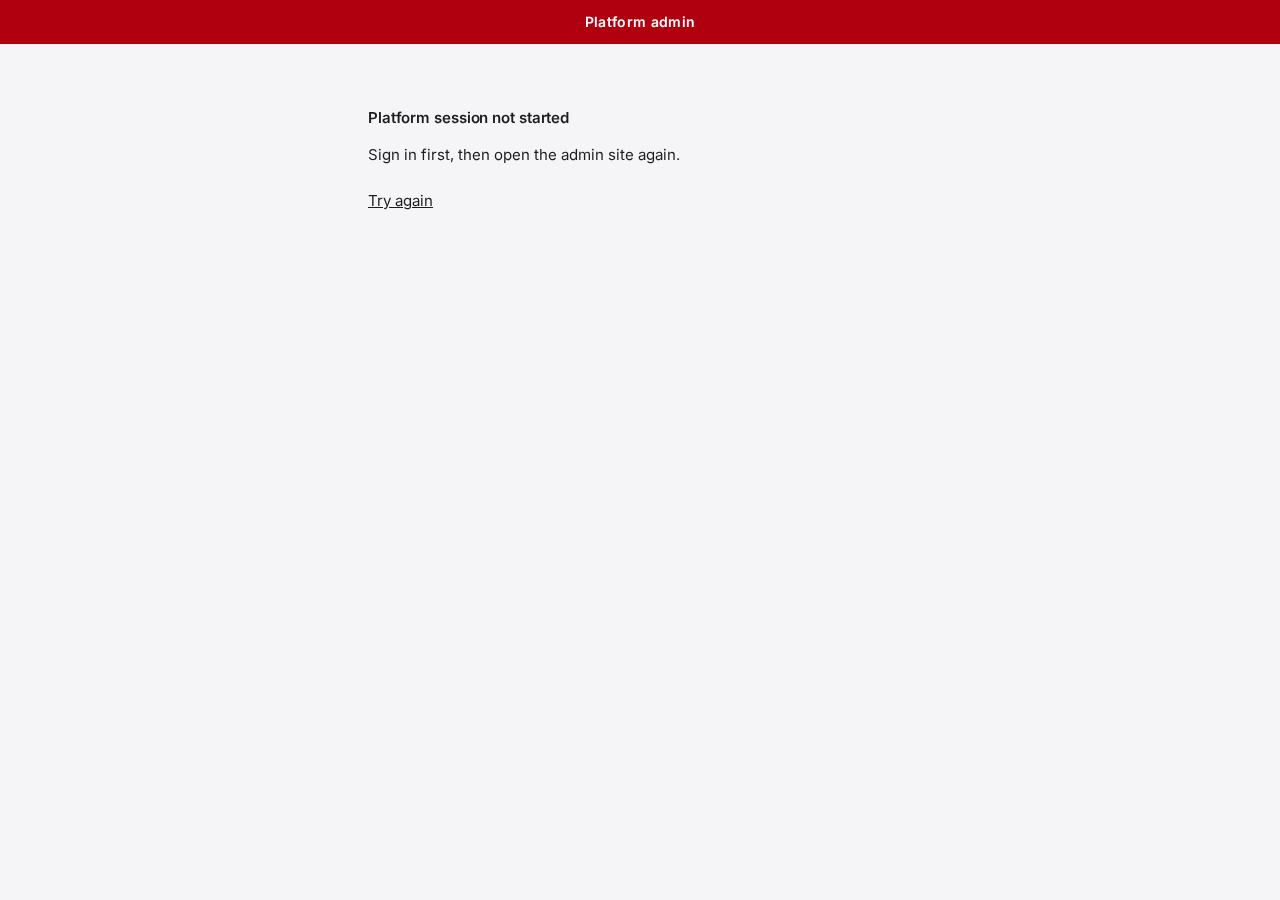 Platform admin
Platform session not started
Sign in first, then open the admin site again.
Try again